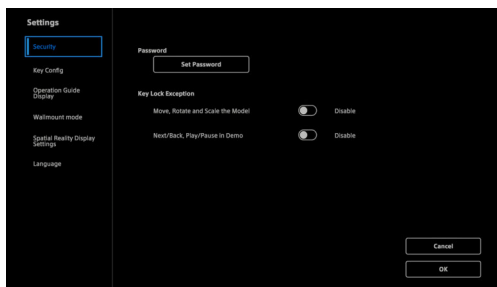 Settings
Security
Key Config
Operation Guide
Display
Wallmount mode
Spatial Reality Display
Settings
Language
Password
Set Password
Key Lock Exception
Move, Rotate and Scale the Model
Disable
Next/Back, Play/Pause in Demo
Disable
Cancel
OK